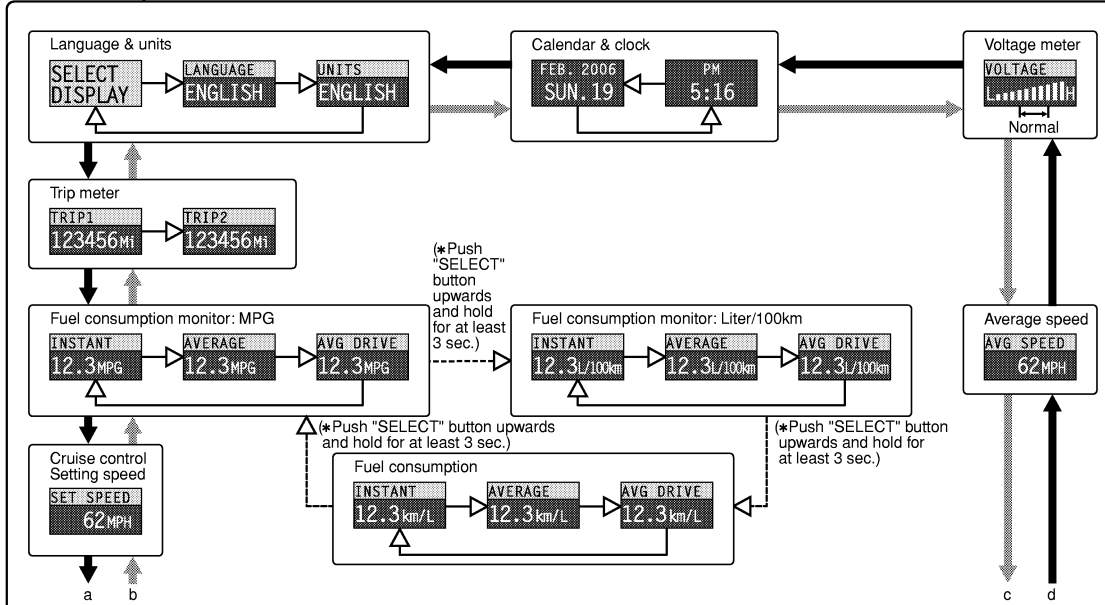 Language & units
SELECT
DISPLAY
LANGUAGE
ENGLISH
UNITS
ENGLISH
Calendar & clock
FEB. 2006
SUN.19
PM
5:16
Voltage meter
VOLTAGE
L H
Normal
Trip meter
TRIP1
123456Mi
TRIP2
123456Mi
(*Push
"SELECT"
button
upwards
and hold
for at least
3 sec.)
Fuel consumption monitor: MPG
INSTANT
12.3MPG
AVERAGE
12.3MPG
AVG DRIVE
12.3MPG
Fuel consumption monitor: Liter/100km
INSTANT
12.3L/100km
AVERAGE
12.3L/100km
AVG DRIVE
12.3L/100km
Average speed
AVG SPEED
62MPH
(*Push "SELECT" button upwards
and hold for at least 3 sec.)
(*Push "SELECT" button
upwards and hold for
at least 3 sec.)
Cruise control
Setting speed
SET SPEED
62MPH
Fuel consumption
INSTANT
12.3km/L
AVERAGE
12.3km/L
AVG DRIVE
12.3km/L
a b c d